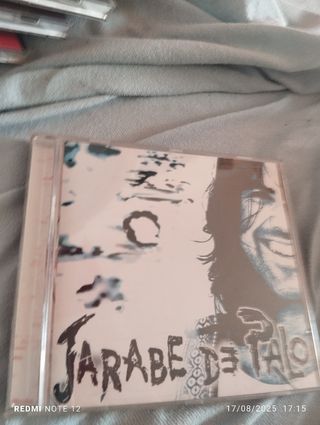 JARABE DE PALO
REDMI NOTE 12 17/08/2025 17:15